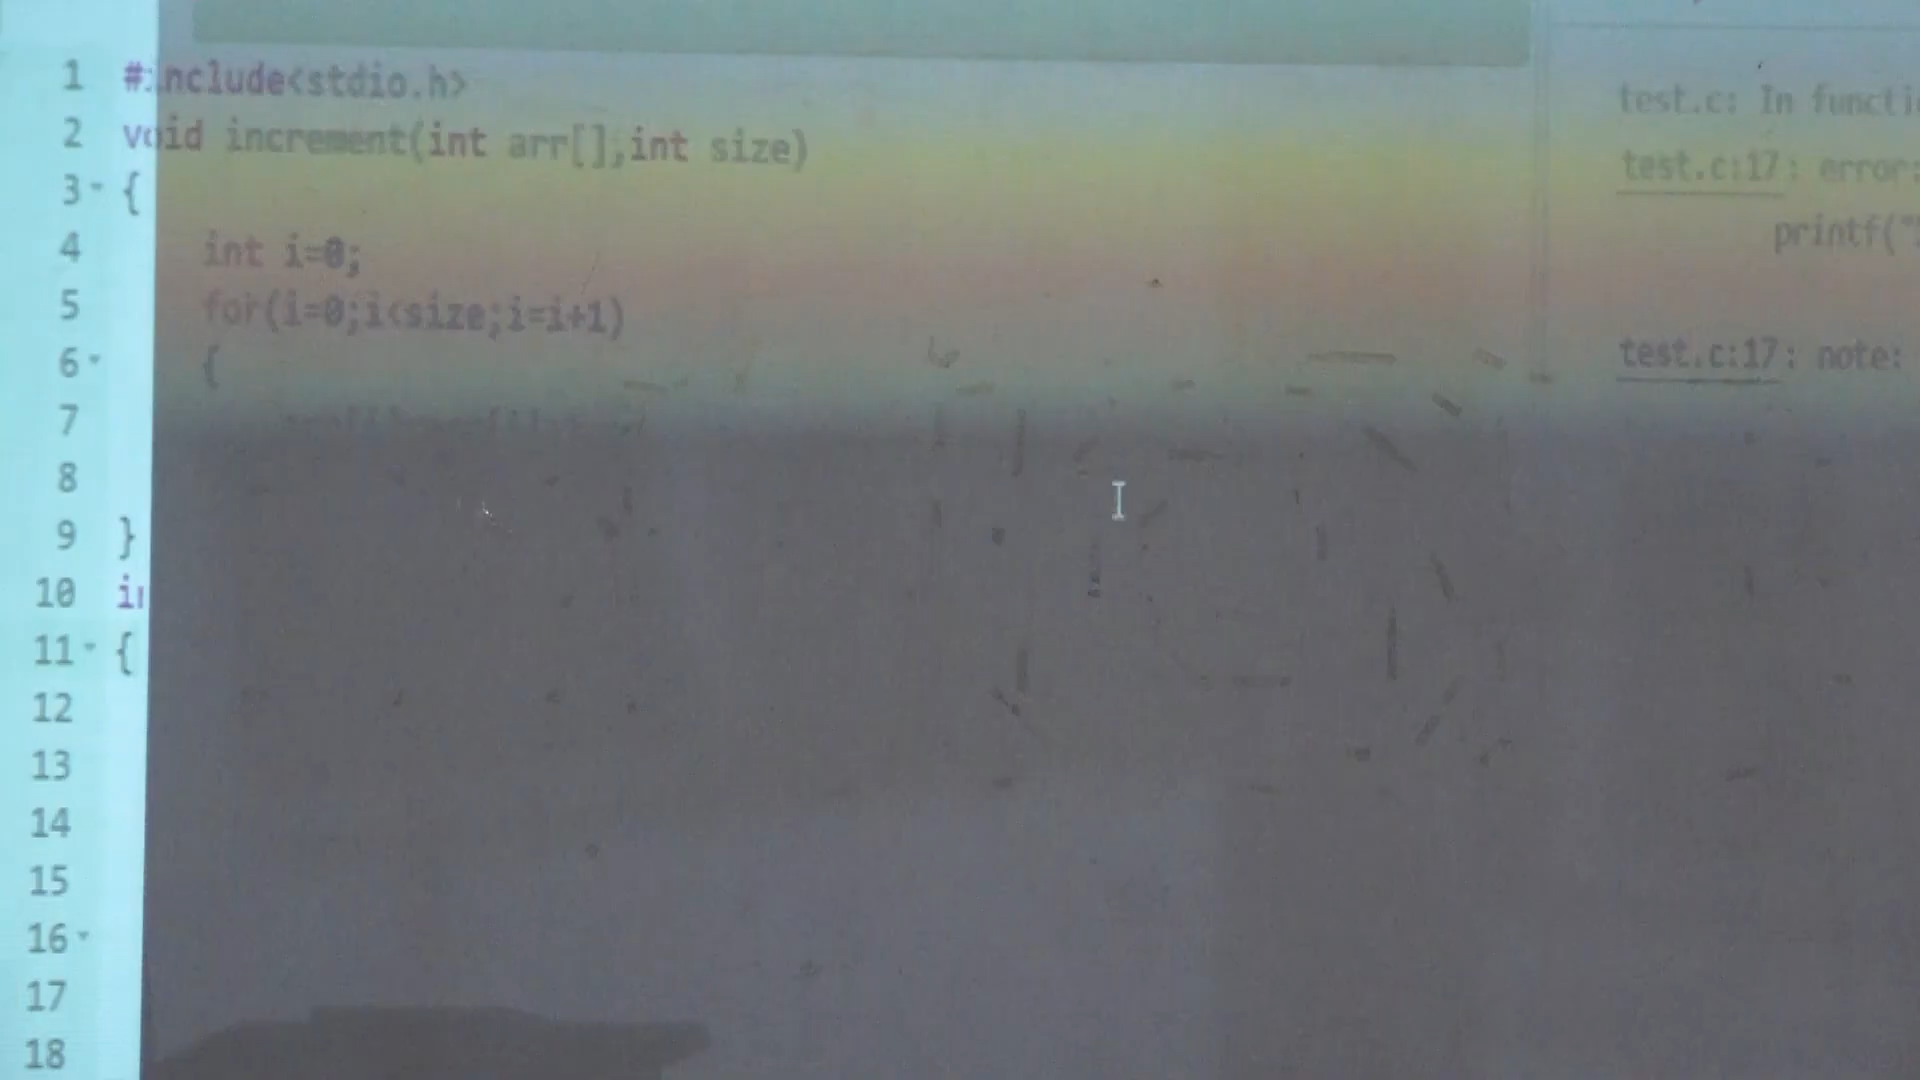 1 #include<stdio.h>
2 void increment(int arr[],int size)
3 {
4 int i=0;
5 for(i=0;i<size;i=i+1)
6 {
7
8
9 }
10
11 {
12
13
14
15
16
17
18
test.c: In functi
test.c:17: error:
printf("
test.c:17: note: